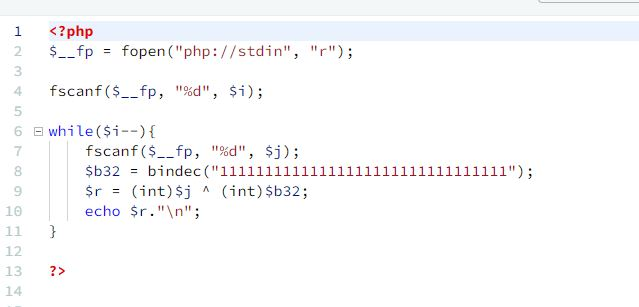 1 <?php
2 $__fp = fopen("php://stdin", "r");
3
4 fscanf($__fp, "%d", $i);
5
6 while($i--){
7 fscanf($__fp, "%d", $j);
8 $b32 = bindec("11111111111111111111111111111111");
9 $r = (int)$j ^ (int)$b32;
10 echo $r."\n";
11 }
12
13 ?>
14